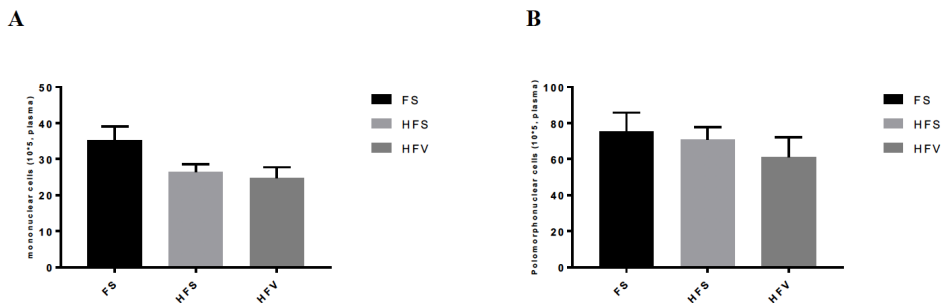 A
mononuclear cells (10*5, plasma)
50
40
30
20
10
0
FS
HFS
HFV
FS
HFS
HFV
B
Polomorphonuclear cells (10*5, plasma)
100
80
60
40
20
0
FS
HFS
HFV
FS
HFS
HFV